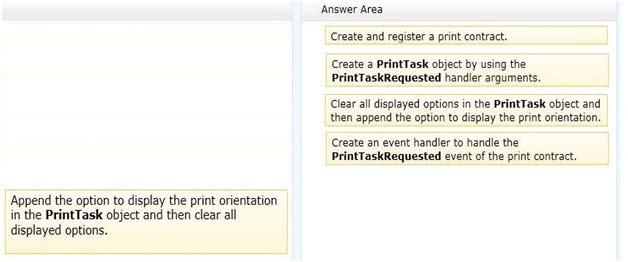 Answer Area
Create and register a print contract.
Create a PrintTask object by using the
PrintTaskRequested handler arguments.
Clear all displayed options in the PrintTask object and
then append the option to display the print orientation.
Create an event handler to handle the
PrintTaskRequested event of the print contract.
Append the option to display the print orientation
in the PrintTask object and then clear all
displayed options.